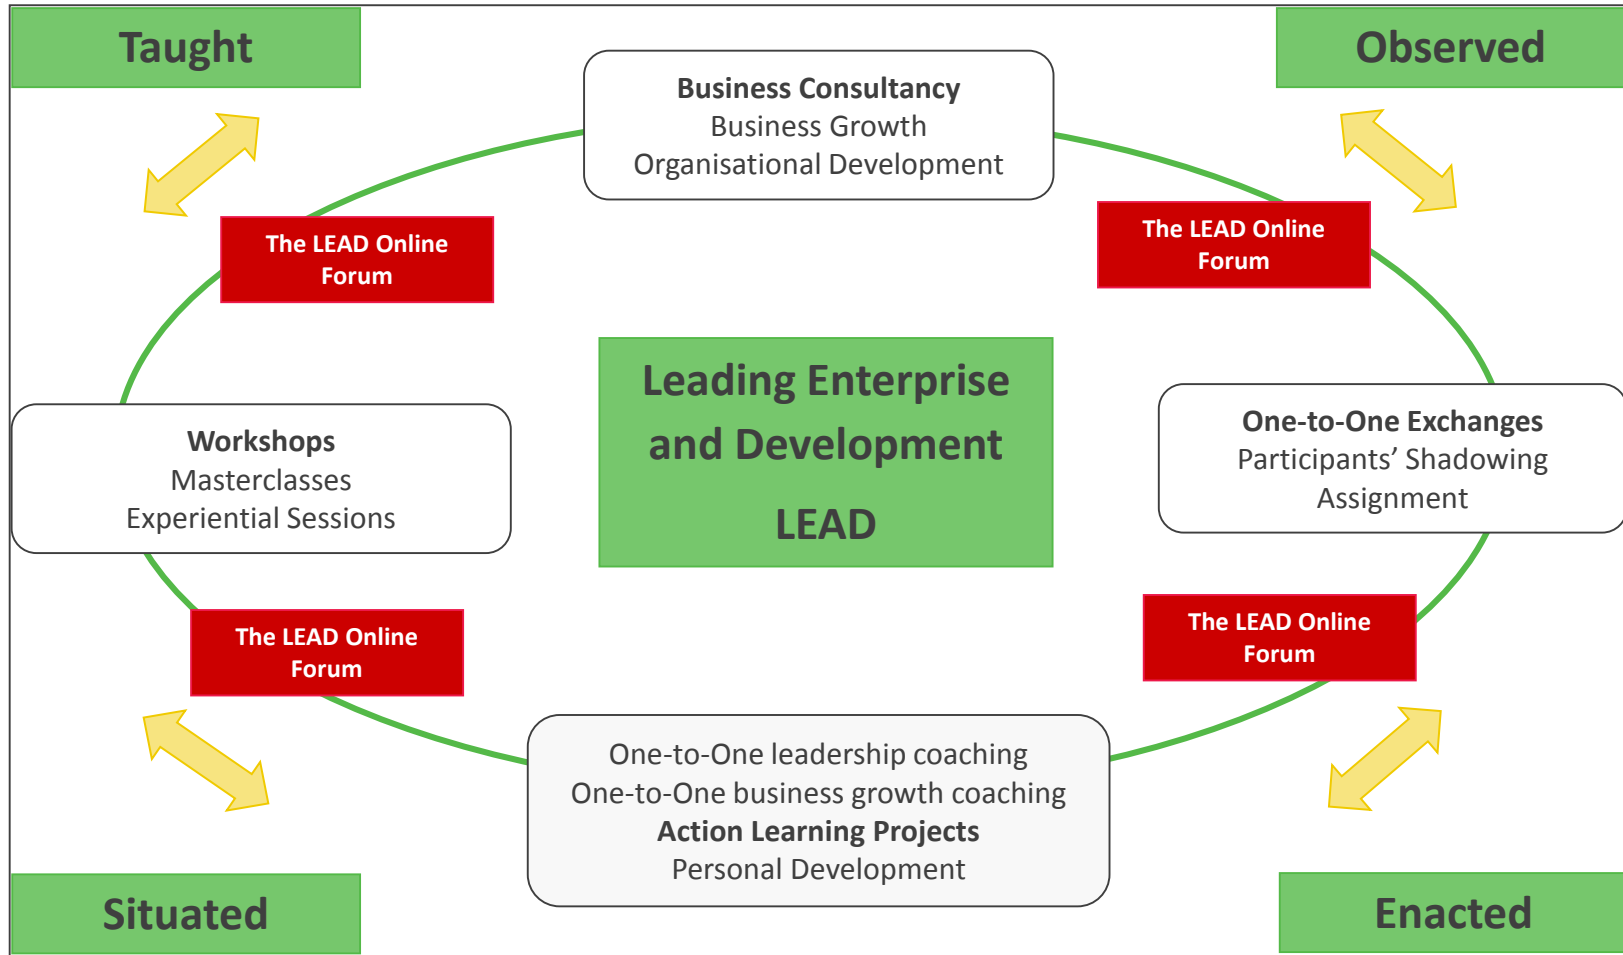 Taught
Observed
Business Consultancy
Business Growth
Organisational Development
The LEAD Online
Forum
The LEAD Online
Forum
Leading Enterprise
and Development
LEAD
Workshops
Masterclasses
Experiential Sessions
One-to-One Exchanges
Participants’ Shadowing
Assignment
The LEAD Online
Forum
The LEAD Online
Forum
One-to-One leadership coaching
One-to-One business growth coaching
Action Learning Projects
Personal Development
Situated
Enacted